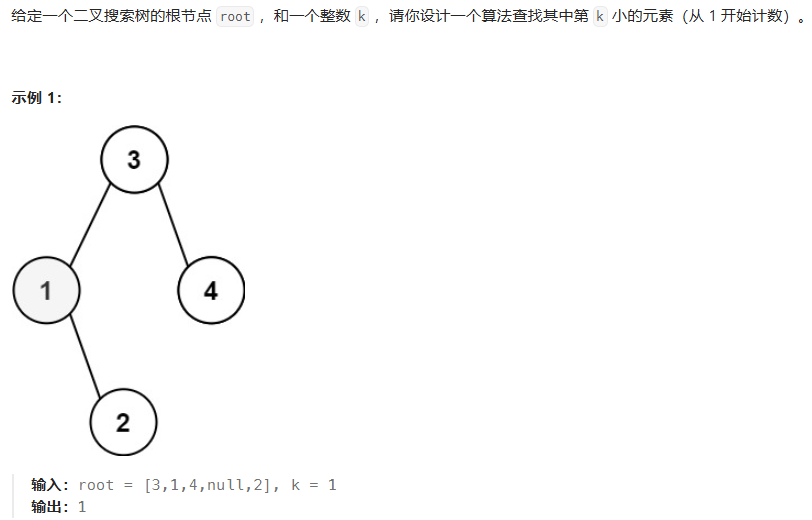 给定一个二叉搜索树的根节点 root ，和一个整数 k ，请你设计一个算法查找其中第 k 小的元素（从 1 开始计数）。
示例 1：
3
1
4
2
输入：root = [3,1,4,null,2], k = 1
输出：1